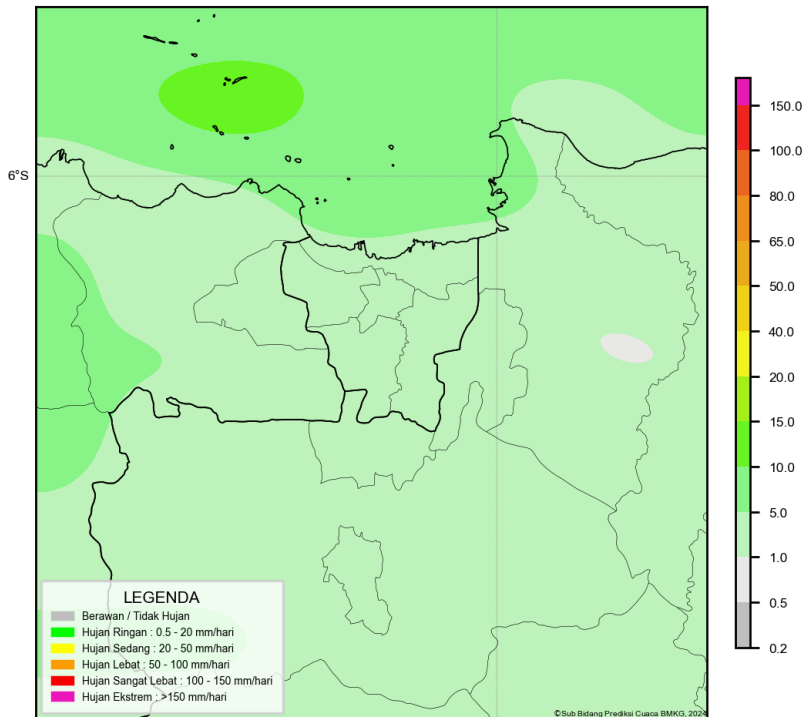 6°S
150.0
100.0
80.0
65.0
50.0
40.0
20.0
15.0
10.0
5.0
1.0
0.5
0.2
LEGENDA
Berawan / Tidak Hujan
Hujan Ringan : 0.5 - 20 mm/hari
Hujan Sedang : 20 - 50 mm/hari
Hujan Lebat : 50 - 100 mm/hari
Hujan Sangat Lebat : 100 - 150 mm/hari
Hujan Ekstrem : >150 mm/hari
©Sub Bidang Prediksi Cuaca BMKG, 2024